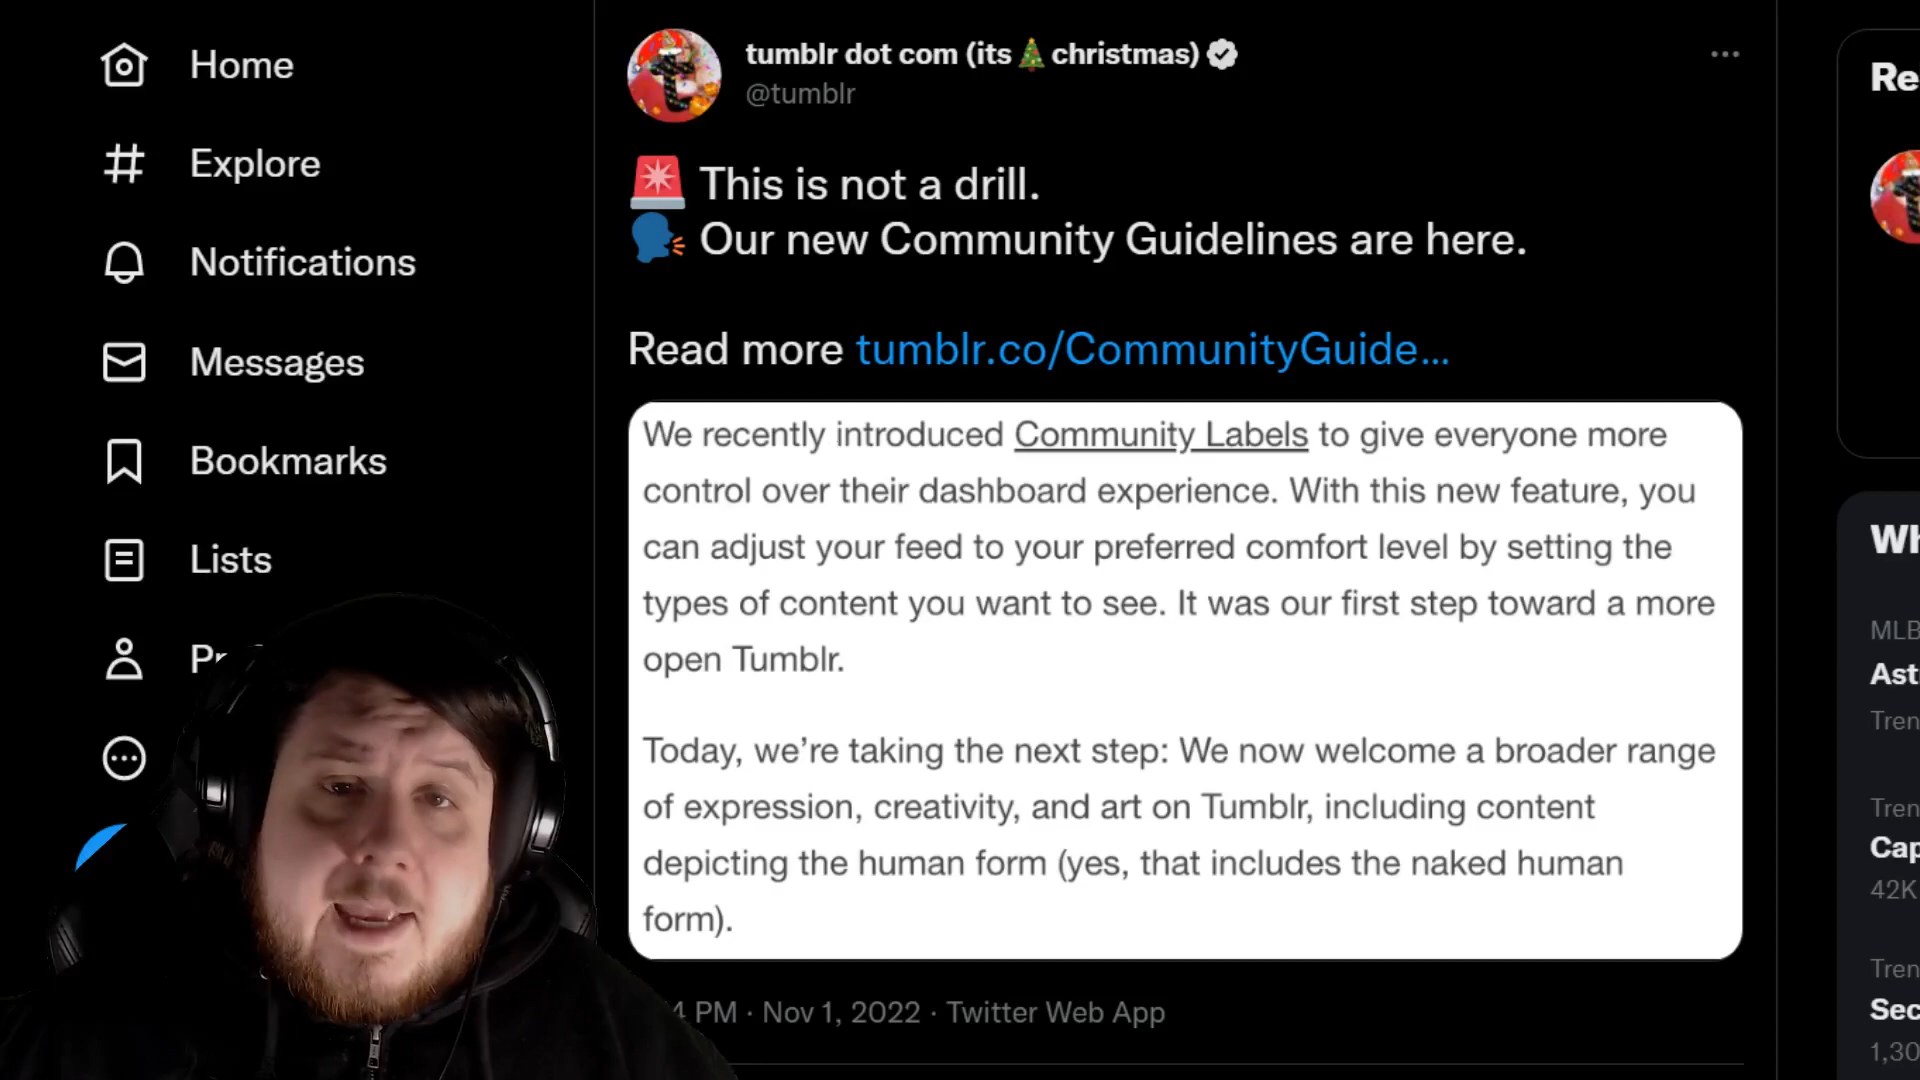 Home
Explore
Notifications
Messages
Bookmarks
Lists
tumblr dot com (its🎄christmas)
@tumblr
🚨 This is not a drill.
🗣️ Our new Community Guidelines are here.
Read more tumblr.co/CommunityGuide...
We recently introduced Community Labels to give everyone more
control over their dashboard experience. With this new feature, you
can adjust your feed to your preferred comfort level by setting the
types of content you want to see. It was our first step toward a more
open Tumblr.
Today, we’re taking the next step: We now welcome a broader range
of expression, creativity, and art on Tumblr, including content
depicting the human form (yes, that includes the naked human
form).
4 PM · Nov 1, 2022 · Twitter Web App
Re
Wh
MLB
Ast
Tren
Tren
Cap
42K
Tren
Sec
1,30